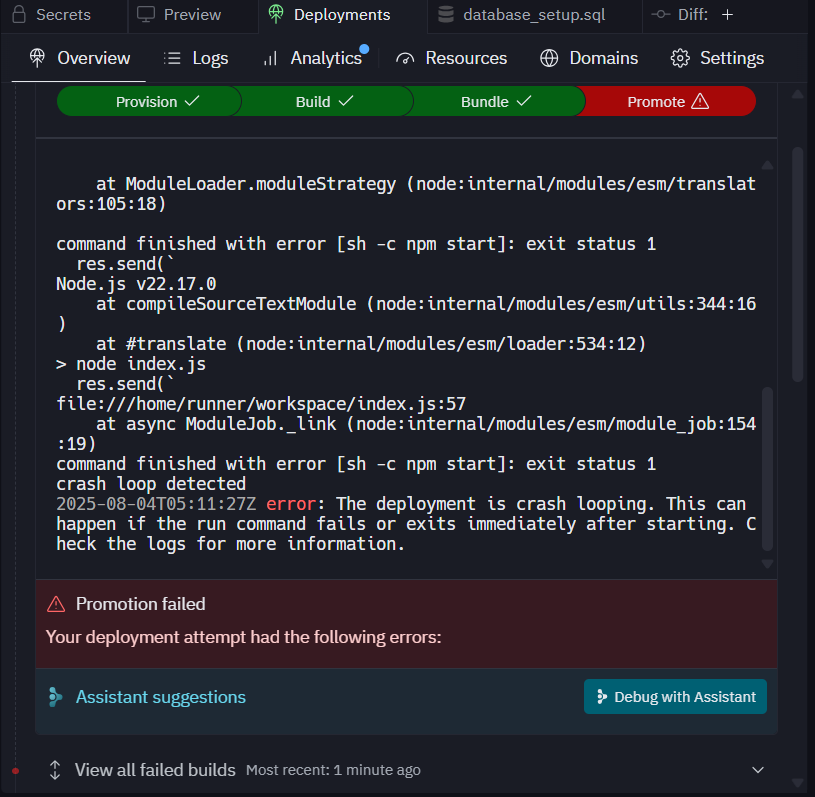 Secrets
Preview
Deployments
database_setup.sql
Diff:
Overview
Logs
Analytics
Resources
Domains
Settings
Provision
Build
Bundle
Promote
    at ModuleLoader.moduleStrategy (node:internal/modules/esm/translat
ors:105:18)
command finished with error [sh -c npm start]: exit status 1
  res.send(`
Node.js v22.17.0
    at compileSourceTextModule (node:internal/modules/esm/utils:344:16
)
    at #translate (node:internal/modules/esm/loader:534:12)
> node index.js
  res.send(`
file:///home/runner/workspace/index.js:57
    at async ModuleJob._link (node:internal/modules/esm/module_job:154
:19)
command finished with error [sh -c npm start]: exit status 1
crash loop detected
2025-08-04T05:11:27Z error: The deployment is crash looping. This can
happen if the run command fails or exits immediately after starting. C
heck the logs for more information.
Promotion failed
Your deployment attempt had the following errors:
Assistant suggestions
Debug with Assistant
View all failed builds Most recent: 1 minute ago